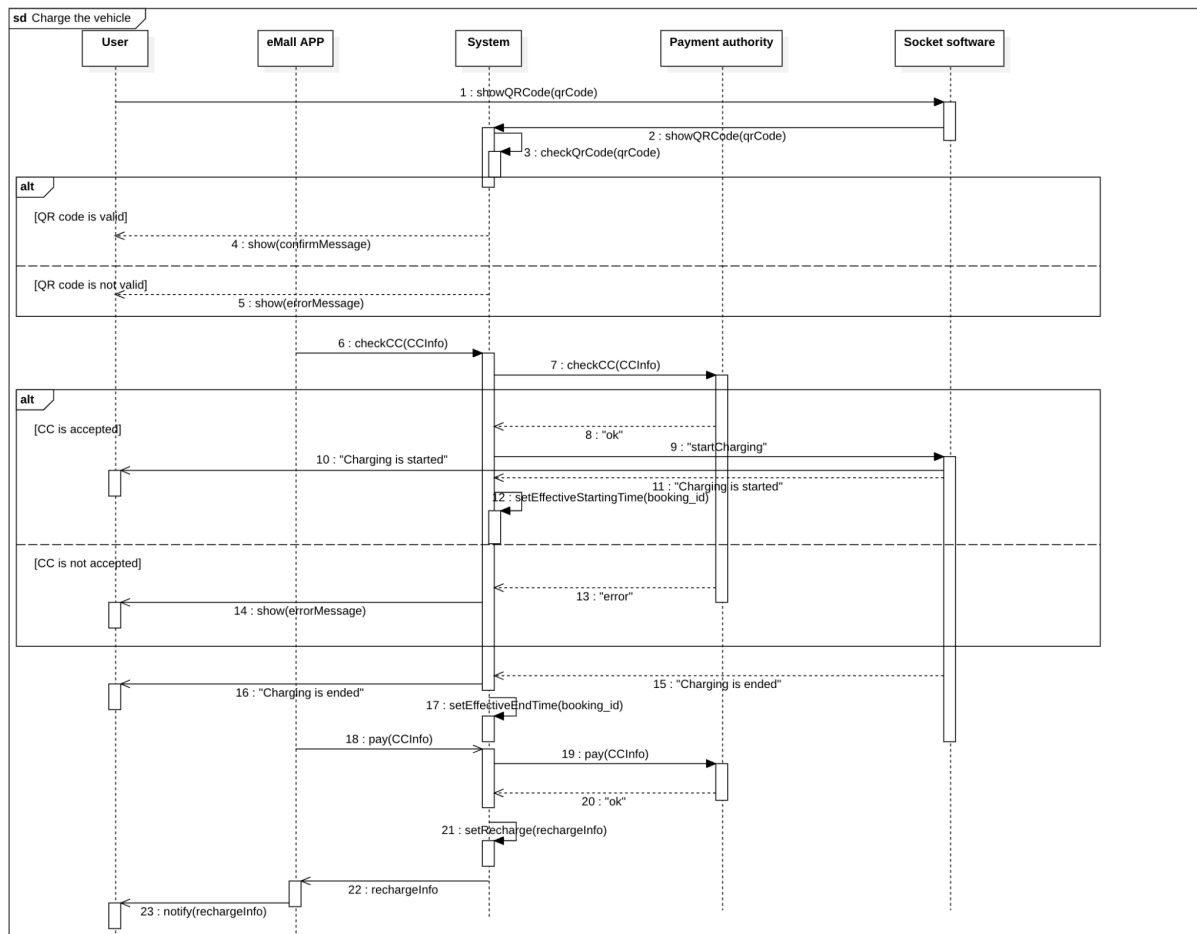 sd Charge the vehicle
User
eMall APP
System
Payment authority
Socket software
1 : showQRCode(qrCode)
2 : showQRCode(qrCode)
3 : checkQrCode(qrCode)
alt
[QR code is valid]
4 : show(confirmMessage)
[QR code is not valid]
5 : show(errorMessage)
6 : checkCC(CCInfo)
7 : checkCC(CCInfo)
alt
[CC is accepted]
8 : "ok"
9 : "startCharging"
10 : "Charging is started"
11 : "Charging is started"
12 : setEffectiveStartingTime(booking_id)
[CC is not accepted]
13 : "error"
14 : show(errorMessage)
15 : "Charging is ended"
16 : "Charging is ended"
17 : setEffectiveEndTime(booking_id)
18 : pay(CCInfo)
19 : pay(CCInfo)
20 : "ok"
21 : setRecharge(rechargeInfo)
22 : rechargeInfo
23 : notify(rechargeInfo)